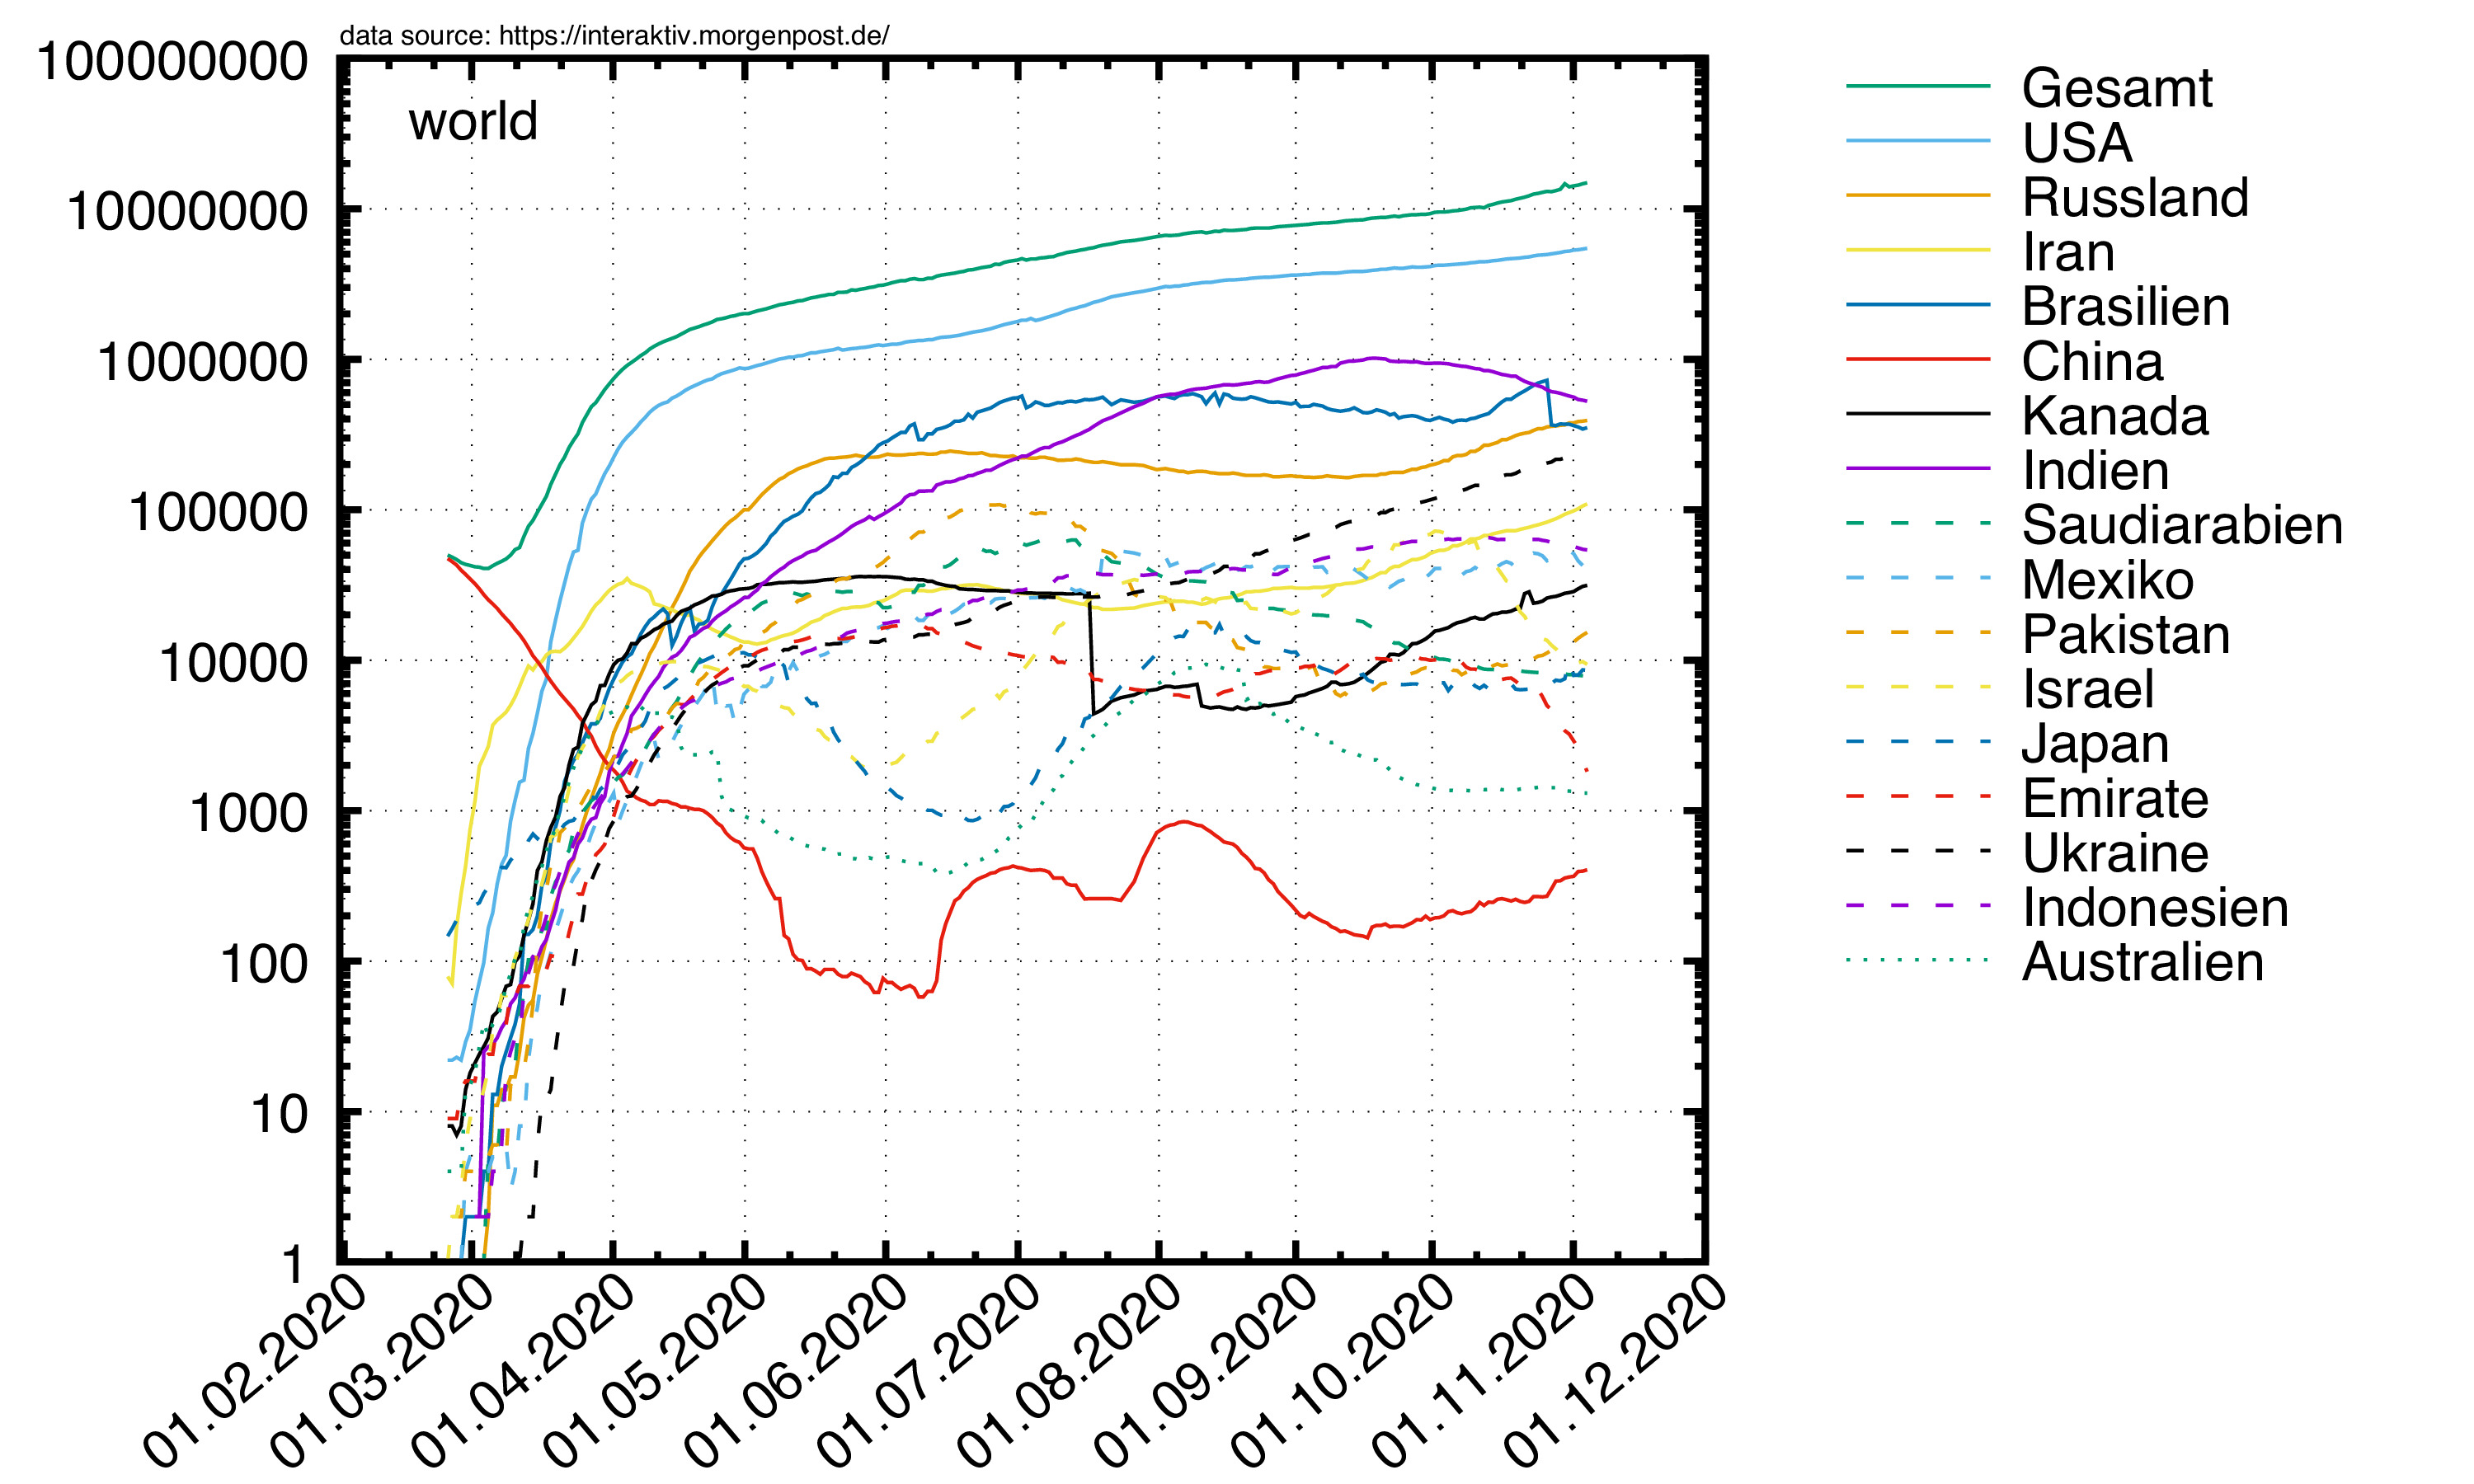 data source: https://interaktiv.morgenpost.de/
world
100000000
10000000
1000000
100000
10000
1000
100
10
1
01.02.2020
01.03.2020
01.04.2020
01.05.2020
01.06.2020
01.07.2020
01.08.2020
01.09.2020
01.10.2020
01.11.2020
01.12.2020
Gesamt
USA
Russland
Iran
Brasilien
China
Kanada
Indien
Saudiarabien
Mexiko
Pakistan
Israel
Japan
Emirate
Ukraine
Indonesien
Australien